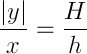 |y|/x = H/h